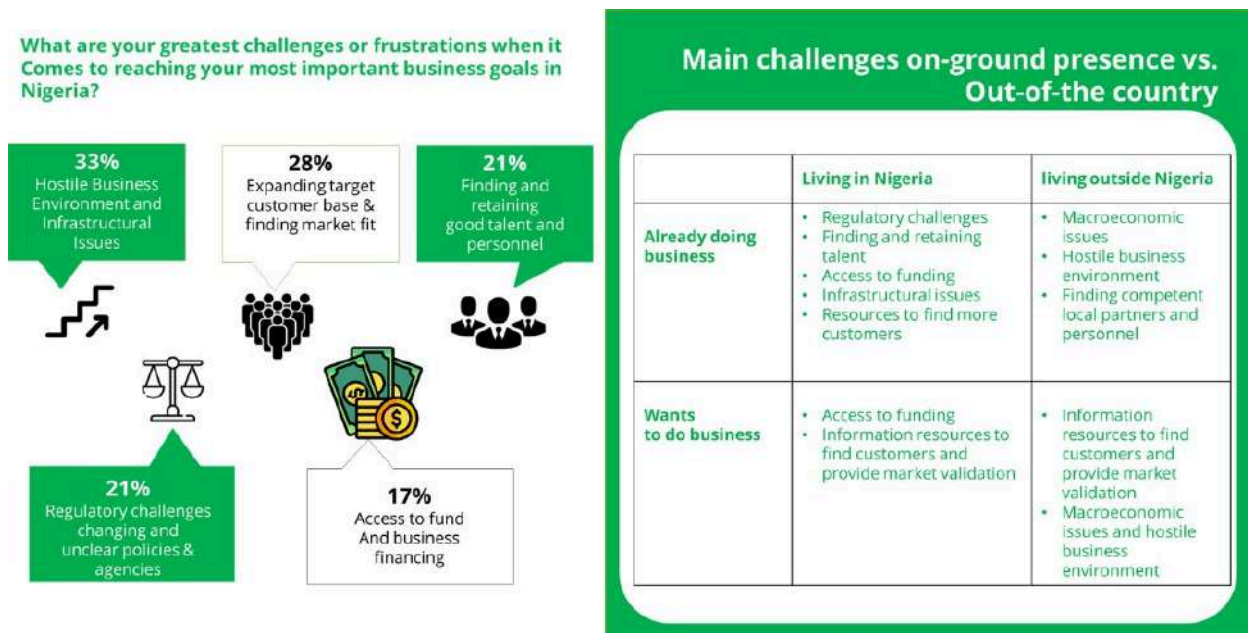 What are your greatest challenges or frustrations when it
Comes to reaching your most important business goals in
Nigeria?
33%
Hostile Business
Environment and
Infrastructural
Issues
28%
Expanding target
customer base &
finding market fit
21%
Finding and
retaining
good talent and
personnel
21%
Regulatory challenges
changing and
unclear policies &
agencies
17%
Access to fund
And business
financing
Main challenges on-ground presence vs.
Out-of-the country
Living in Nigeria
living outside Nigeria
Already doing
business
• Regulatory challenges
• Finding and retaining
talent
• Access to funding
• Infrastructural issues
• Resources to find more
customers
• Macroeconomic
issues
• Hostile business
environment
• Finding competent
local partners and
personnel
Wants
to do business
• Access to funding
• Information resources to
find customers and
provide market validation
• Information
resources to find
customers and
provide market
validation
• Macroeconomic
issues and hostile
business
environment